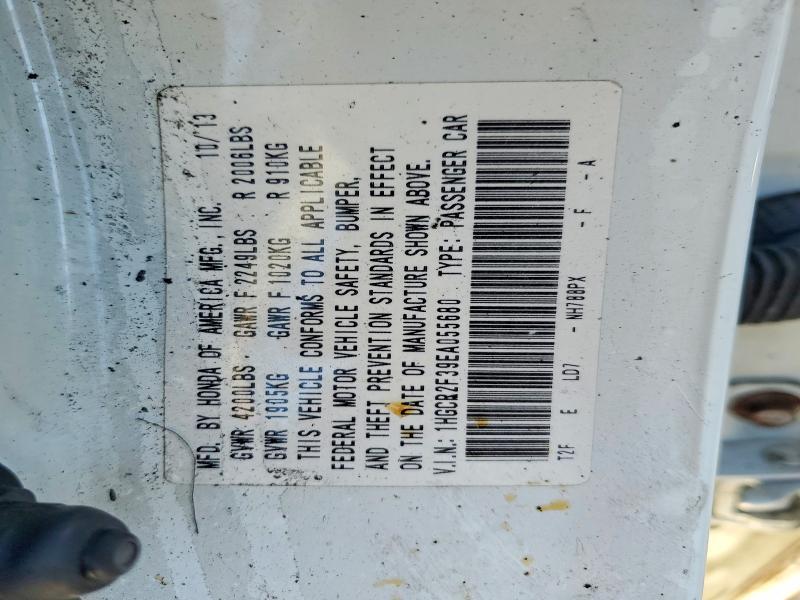 MFD. BY HONDA OF AMERICA MFG., INC. 10/13
GVWR 4200LBS GAWR F 2249LBS R 2006LBS
GVWR 1905KG GAWR F 1020KG R 910KG
THIS VEHICLE CONFORMS TO ALL APPLICABLE
FEDERAL MOTOR VEHICLE SAFETY, BUMPER,
AND THEFT PREVENTION STANDARDS IN EFFECT
ON THE DATE OF MANUFACTURE SHOWN ABOVE.
V.I.N.: 1HGCR2F39EA055680 TYPE: PASSENGER CAR
T2F E LD7 - NH788PX - F - A